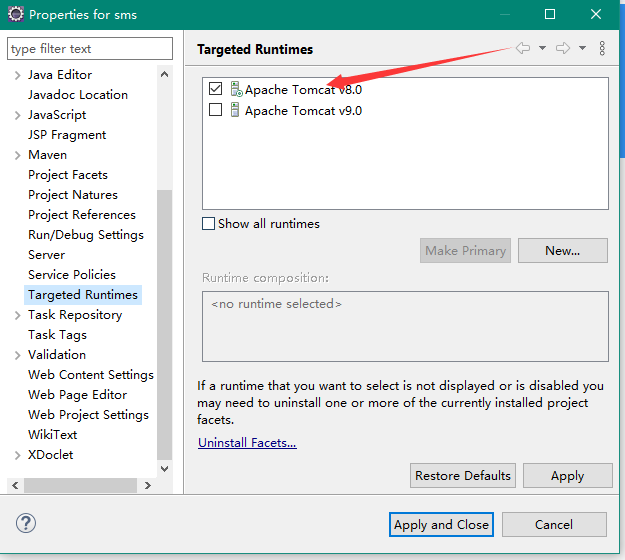 Properties for sms
type filter text
Java Editor
Javadoc Location
JavaScript
JSP Fragment
Maven
Project Facets
Project Natures
Project References
Run/Debug Settings
Server
Service Policies
Targeted Runtimes
Task Repository
Task Tags
Validation
Web Content Settings
Web Page Editor
Web Project Settings
WikiText
XDoclet
Targeted Runtimes
Apache Tomcat v8.0
Apache Tomcat v9.0
Show all runtimes
Make Primary
New...
Runtime composition:
<no runtime selected>
If a runtime that you want to select is not displayed or is disabled you
may need to uninstall one or more of the currently installed project
facets.
Uninstall Facets...
Restore Defaults
Apply
Apply and Close
Cancel